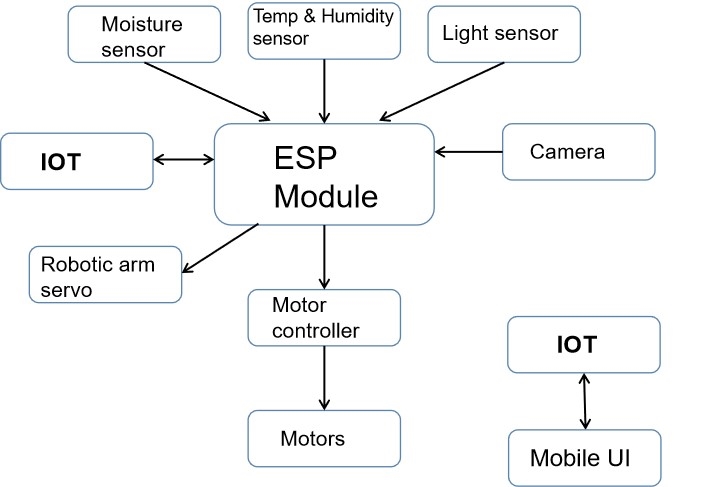 Moisture
sensor
Temp & Humidity
sensor
Light sensor
IOT
ESP
Module
Camera
Robotic arm
servo
Motor
controller
IOT
Motors
Mobile UI